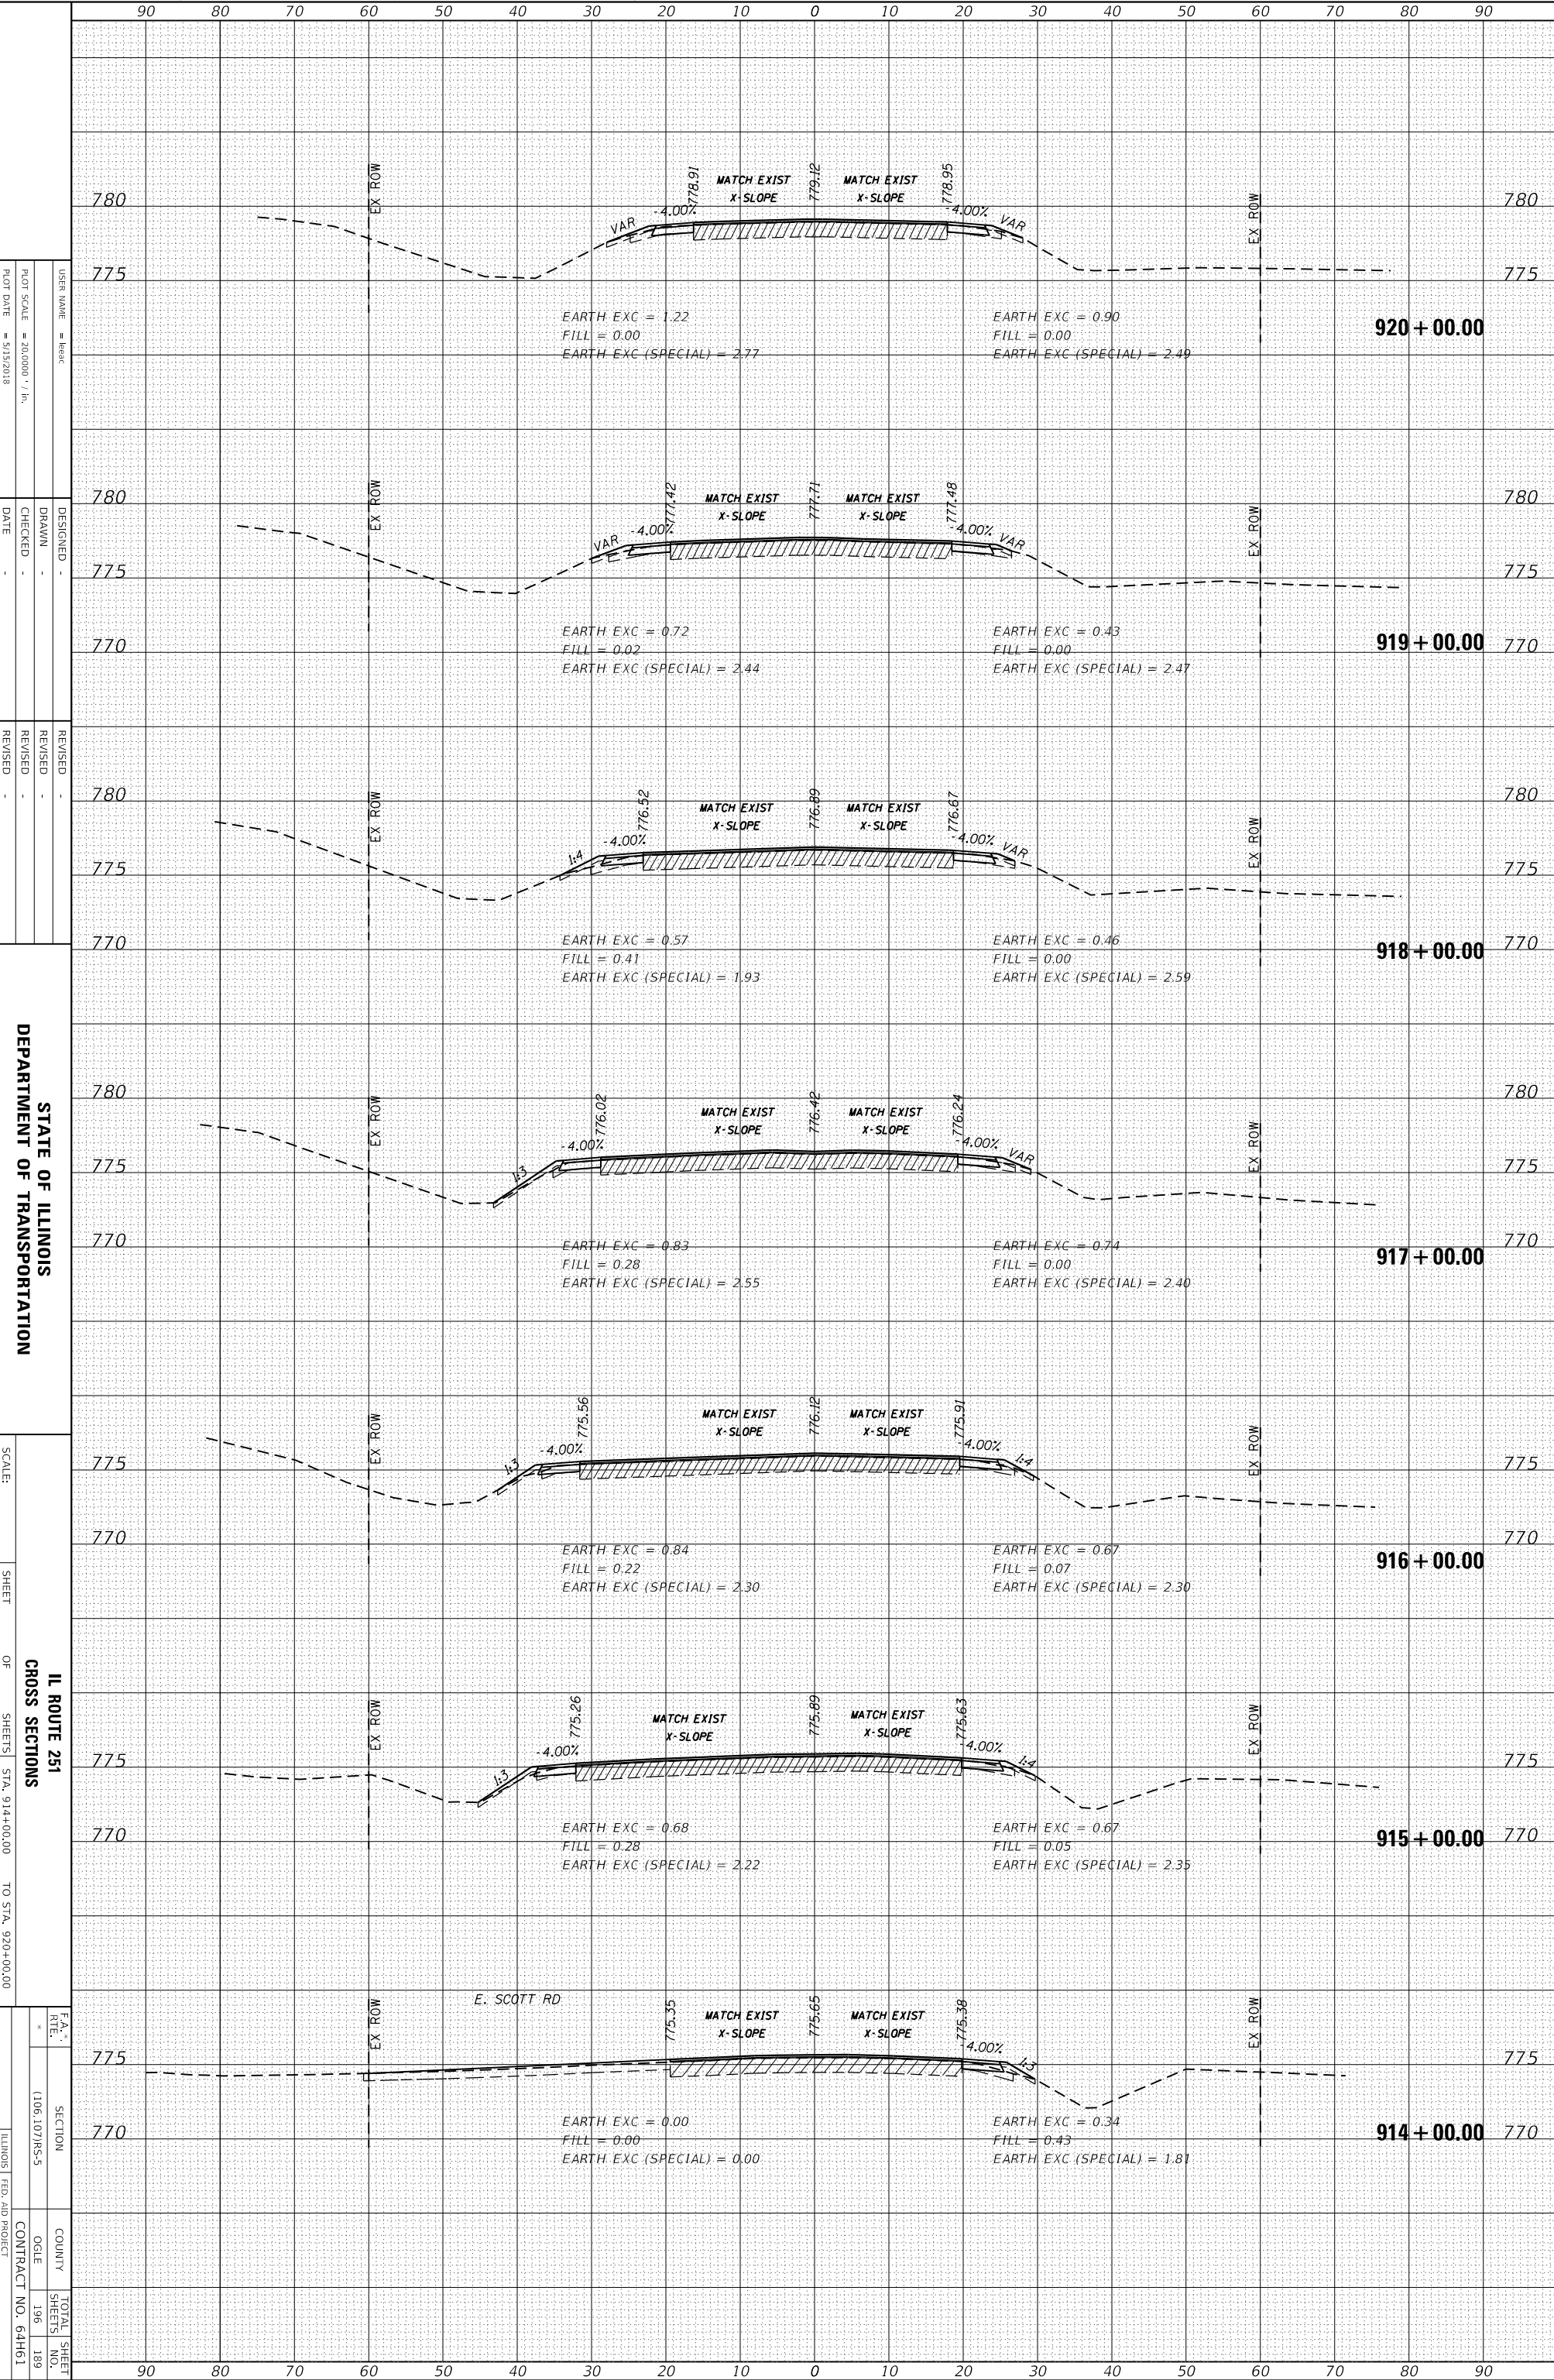 90 80 70 60 50 40 30 20 10 0 10 20 30 40 50 60 70 80 90
EX ROW
778.91
MATCH EXIST
X-SLOPE
779.12
MATCH EXIST
X-SLOPE
778.95
EX ROW
780
780
VAR
-4.00%
-4.00%
VAR
775
775
EARTH EXC = 1.22
FILL = 0.00
EARTH EXC (SPECIAL) = 2.77
EARTH EXC = 0.90
FILL = 0.00
EARTH EXC (SPECIAL) = 2.49
920+00.00
EX ROW
777.42
MATCH EXIST
X-SLOPE
777.71
MATCH EXIST
X-SLOPE
777.48
EX ROW
780
780
VAR
-4.00%
-4.00%
VAR
775
775
EARTH EXC = 0.72
FILL = 0.02
EARTH EXC (SPECIAL) = 2.44
EARTH EXC = 0.43
FILL = 0.00
EARTH EXC (SPECIAL) = 2.47
770
919+00.00
770
EX ROW
776.52
MATCH EXIST
X-SLOPE
776.89
MATCH EXIST
X-SLOPE
776.67
EX ROW
780
780
1:4
-4.00%
-4.00%
VAR
775
775
EARTH EXC = 0.57
FILL = 0.41
EARTH EXC (SPECIAL) = 1.93
EARTH EXC = 0.46
FILL = 0.00
EARTH EXC (SPECIAL) = 2.59
770
918+00.00
770
EX ROW
776.02
MATCH EXIST
X-SLOPE
776.42
MATCH EXIST
X-SLOPE
776.24
EX ROW
780
780
1:3
-4.00%
-4.00%
VAR
775
775
EARTH EXC = 0.83
FILL = 0.28
EARTH EXC (SPECIAL) = 2.55
EARTH EXC = 0.74
FILL = 0.00
EARTH EXC (SPECIAL) = 2.40
770
917+00.00
770
EX ROW
775.56
MATCH EXIST
X-SLOPE
776.12
MATCH EXIST
X-SLOPE
775.91
EX ROW
1:3
-4.00%
-4.00%
1:4
775
775
770
770
EARTH EXC = 0.84
FILL = 0.22
EARTH EXC (SPECIAL) = 2.30
EARTH EXC = 0.67
FILL = 0.07
EARTH EXC (SPECIAL) = 2.30
916+00.00
EX ROW
775.26
MATCH EXIST
X-SLOPE
775.89
MATCH EXIST
X-SLOPE
775.63
EX ROW
1:3
-4.00%
-4.00%
1:4
775
775
EARTH EXC = 0.68
FILL = 0.28
EARTH EXC (SPECIAL) = 2.22
EARTH EXC = 0.67
FILL = 0.05
EARTH EXC (SPECIAL) = 2.35
770
915+00.00
770
E. SCOTT RD
EX ROW
775.35
MATCH EXIST
X-SLOPE
775.65
MATCH EXIST
X-SLOPE
775.38
EX ROW
-4.00%
1:3
775
775
EARTH EXC = 0.00
FILL = 0.00
EARTH EXC (SPECIAL) = 0.00
EARTH EXC = 0.34
FILL = 0.43
EARTH EXC (SPECIAL) = 1.81
770
914+00.00
770
90 80 70 60 50 40 30 20 10 0 10 20 30 40 50 60 70 80 90
USER NAME = leeac
PLOT SCALE = 20.0000 ' / in.
PLOT DATE = 5/15/2018
DESIGNED -
DRAWN -
CHECKED -
DATE -
REVISED -
REVISED -
REVISED -
REVISED -
STATE OF ILLINOIS
DEPARTMENT OF TRANSPORTATION
IL ROUTE 251
CROSS SECTIONS
SCALE:
SHEET OF SHEETS
STA. 914+00.00 TO STA. 920+00.00
F.A.*
RTE.
SECTION
COUNTY
TOTAL
SHEETS
SHEET
NO.
*
(106,107)RS-5
OGLE
196
189
CONTRACT NO. 64H61
ILLINOIS FED. AID PROJECT